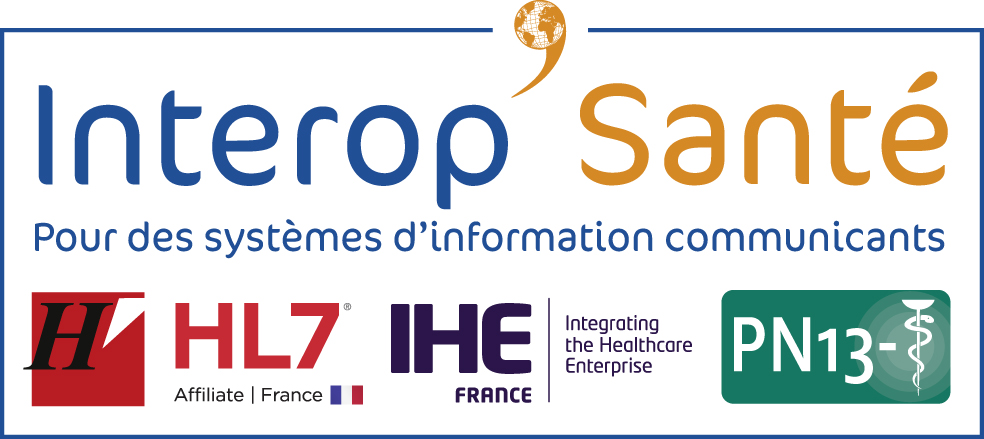 Interop'Santé
Pour des systèmes d'information communicants
H
HL7®
Affiliate | France
IHE
FRANCE
Integrating
the Healthcare
Enterprise
PN13-